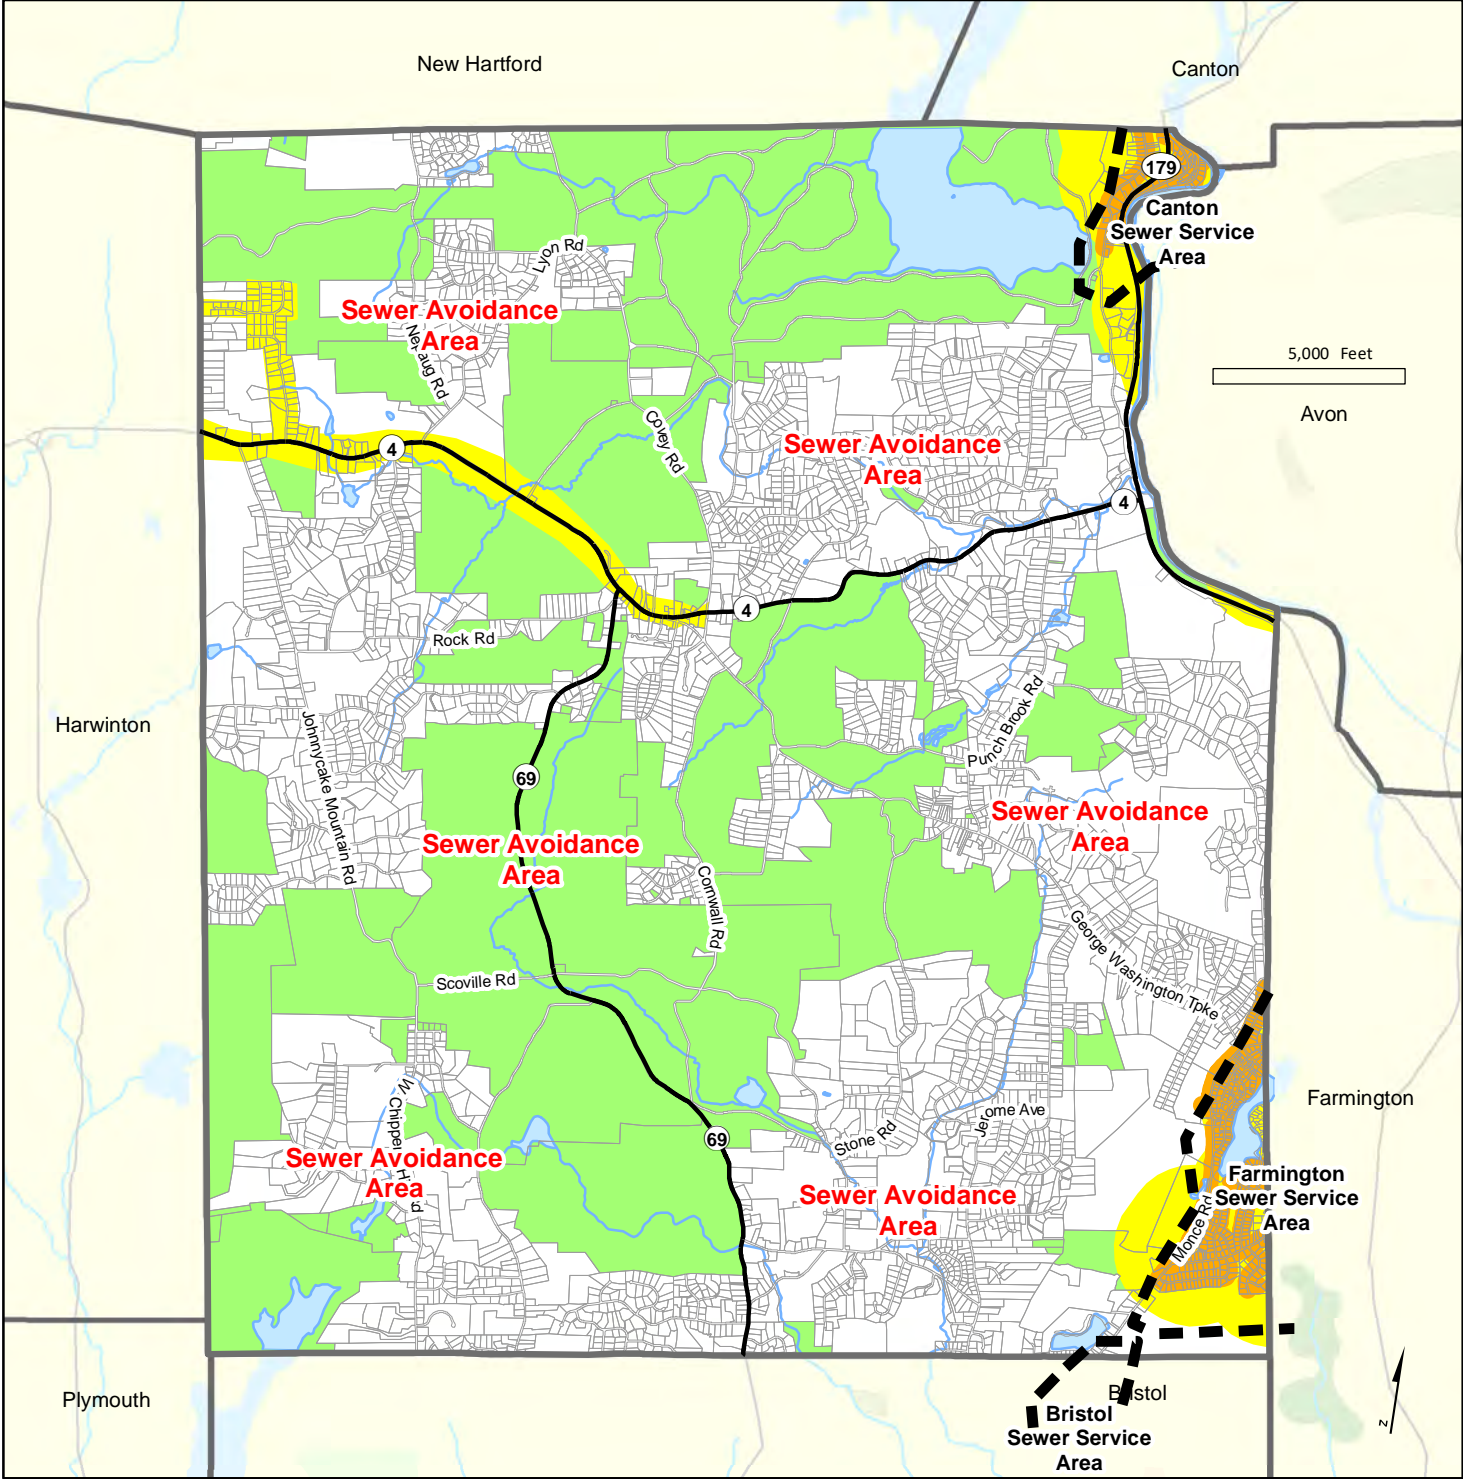 New Hartford
Canton
179
Canton
Sewer Service
Area
Lyon Rd
Sewer Avoidance
Area
Nepaug Rd
5,000 Feet
Avon
Covey Rd
Sewer Avoidance
Area
4
4
4
Rock Rd
Harwinton
Johnnycake Mountain Rd
69
Punch Brook Rd
Sewer Avoidance
Area
Sewer Avoidance
Area
Cornwall Rd
George Washington Tpke
Scoville Rd
W Chippen Hill Rd
Jerome Ave
Stone Rd
69
Farmington
Sewer Avoidance
Area
Sewer Avoidance
Area
Farmington
Sewer Service
Area
Monce Rd
Plymouth
Bristol
Bristol
Sewer Service
Area
N